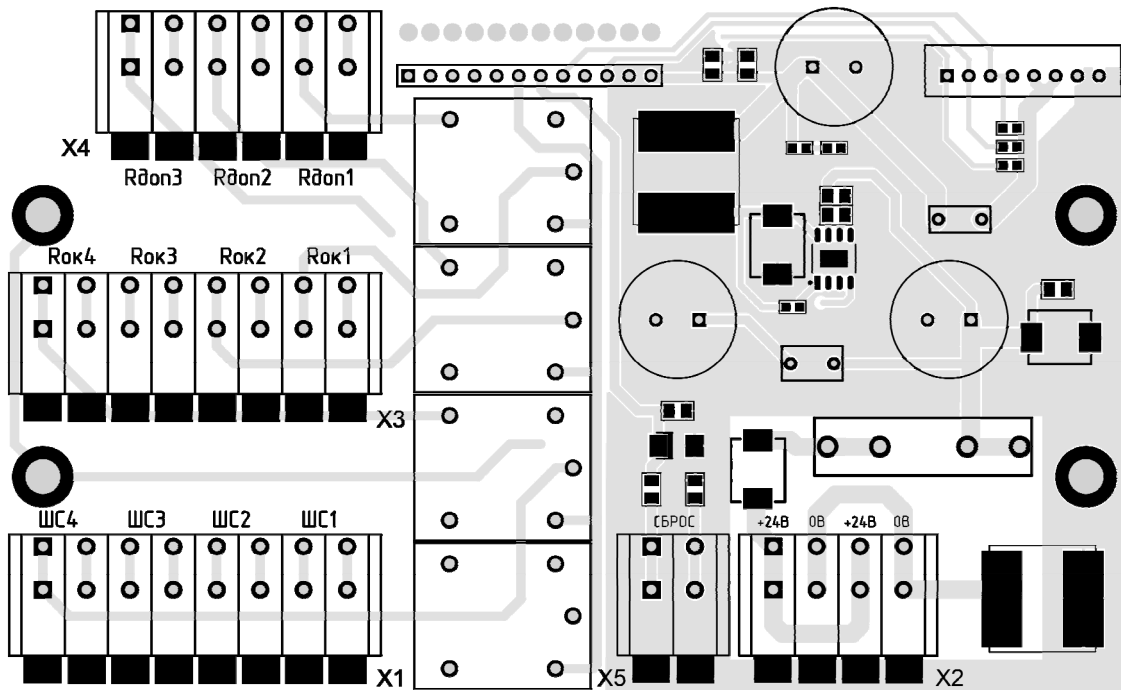 X4
Rдоп3 Rдоп2 Rдоп1
Rок4 Rок3 Rок2 Rок1
X3
ШС4 ШС3 ШС2 ШС1
СБРОС +24В 0В +24В 0В
X1 X5 X2